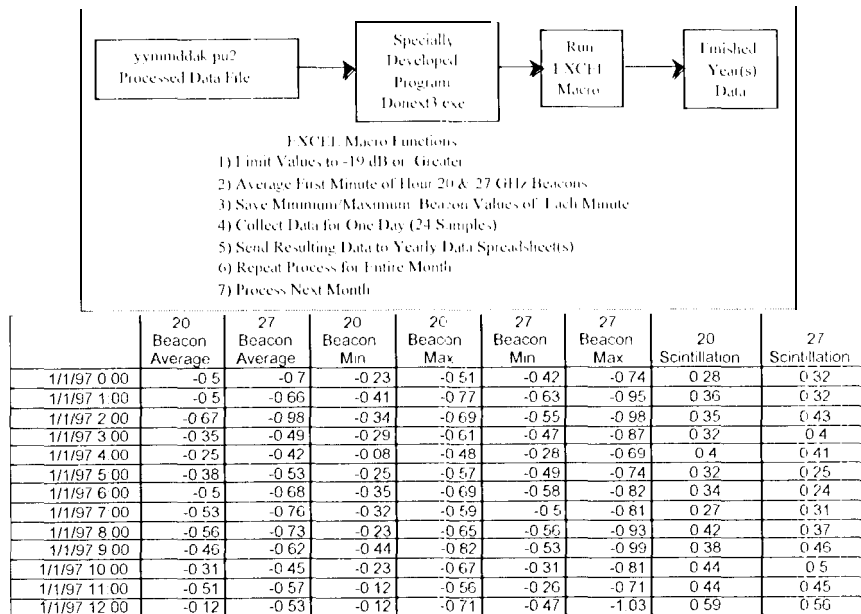 yymmddak pu2
Processed Data File
Specially
Developed
Program
Donext3 exe
Run
EXCEL
Macro
Finished
Year(s)
Data
EXCEL Macro Functions
1) Limit Values to -19 dB or Greater
2) Average First Minute of Hour 20 & 27 GHz Beacons
3) Save Minimum/Maximum Beacon Values of Each Minute
4) Collect Data for One Day (24 Samples)
5) Send Resulting Data to Yearly Data Spreadsheet(s)
6) Repeat Process for Entire Month
7) Process Next Month
20 Beacon Average 27 Beacon Average 20 Beacon Min 20 Beacon Max 27 Beacon Min 27 Beacon Max 20 Scintillation 27 Scintillation
1/1/97 0 00 -0 5 -0 7 -0 23 -0 51 -0 42 -0 74 0 28 0 32
1/1/97 1:00 -0 5 -0 66 -0 41 -0 77 -0 63 -0 95 0 36 0 32
1/1/97 2 00 -0 67 -0 98 -0 34 -0 69 -0 55 -0 98 0 35 0 43
1/1/97 3 00 -0 35 -0 49 -0 29 -0 61 -0 47 -0 87 0 32 0 4
1/1/97 4.00 -0 25 -0 42 -0 08 -0 48 -0 28 -0 69 0 4 0 41
1/1/97 5 00 -0 38 -0 53 -0 25 -0 57 -0 49 -0 74 0 32 0 25
1/1/97 6 00 -0 5 -0 68 -0 35 -0 69 -0 58 -0 82 0 34 0 24
1/1/97 7 00 -0 53 -0 76 -0 32 -0 59 -0 5 -0 81 0 27 0 31
1/1/97 8 00 -0 56 -0 73 -0 23 -0 65 -0 56 -0 93 0 42 0 37
1/1/97 9 00 -0 46 -0 62 -0 44 -0 82 -0 53 -0 99 0 38 0 46
1/1/97 10 00 -0 31 -0 45 -0 23 -0 67 -0 31 -0 81 0 44 0 5
1/1/97 11:00 -0 51 -0 57 -0 12 -0 56 -0 26 -0 71 0 44 0 45
1/1/97 12 00 -0 12 -0 53 -0 12 -0 71 -0 47 -1 03 0 59 0 56